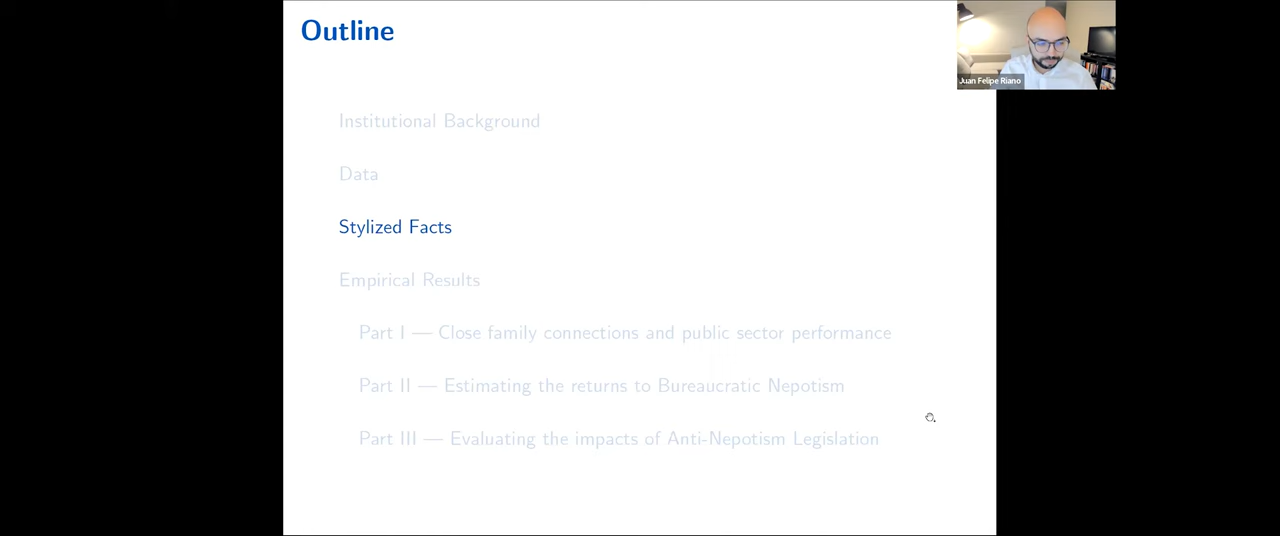 Outline
Juan Felipe Riano
Institutional Background
Data
Stylized Facts
Empirical Results
Part I — Close family connections and public sector performance
Part II — Estimating the returns to Bureaucratic Nepotism
Part III — Evaluating the impacts of Anti-Nepotism Legislation